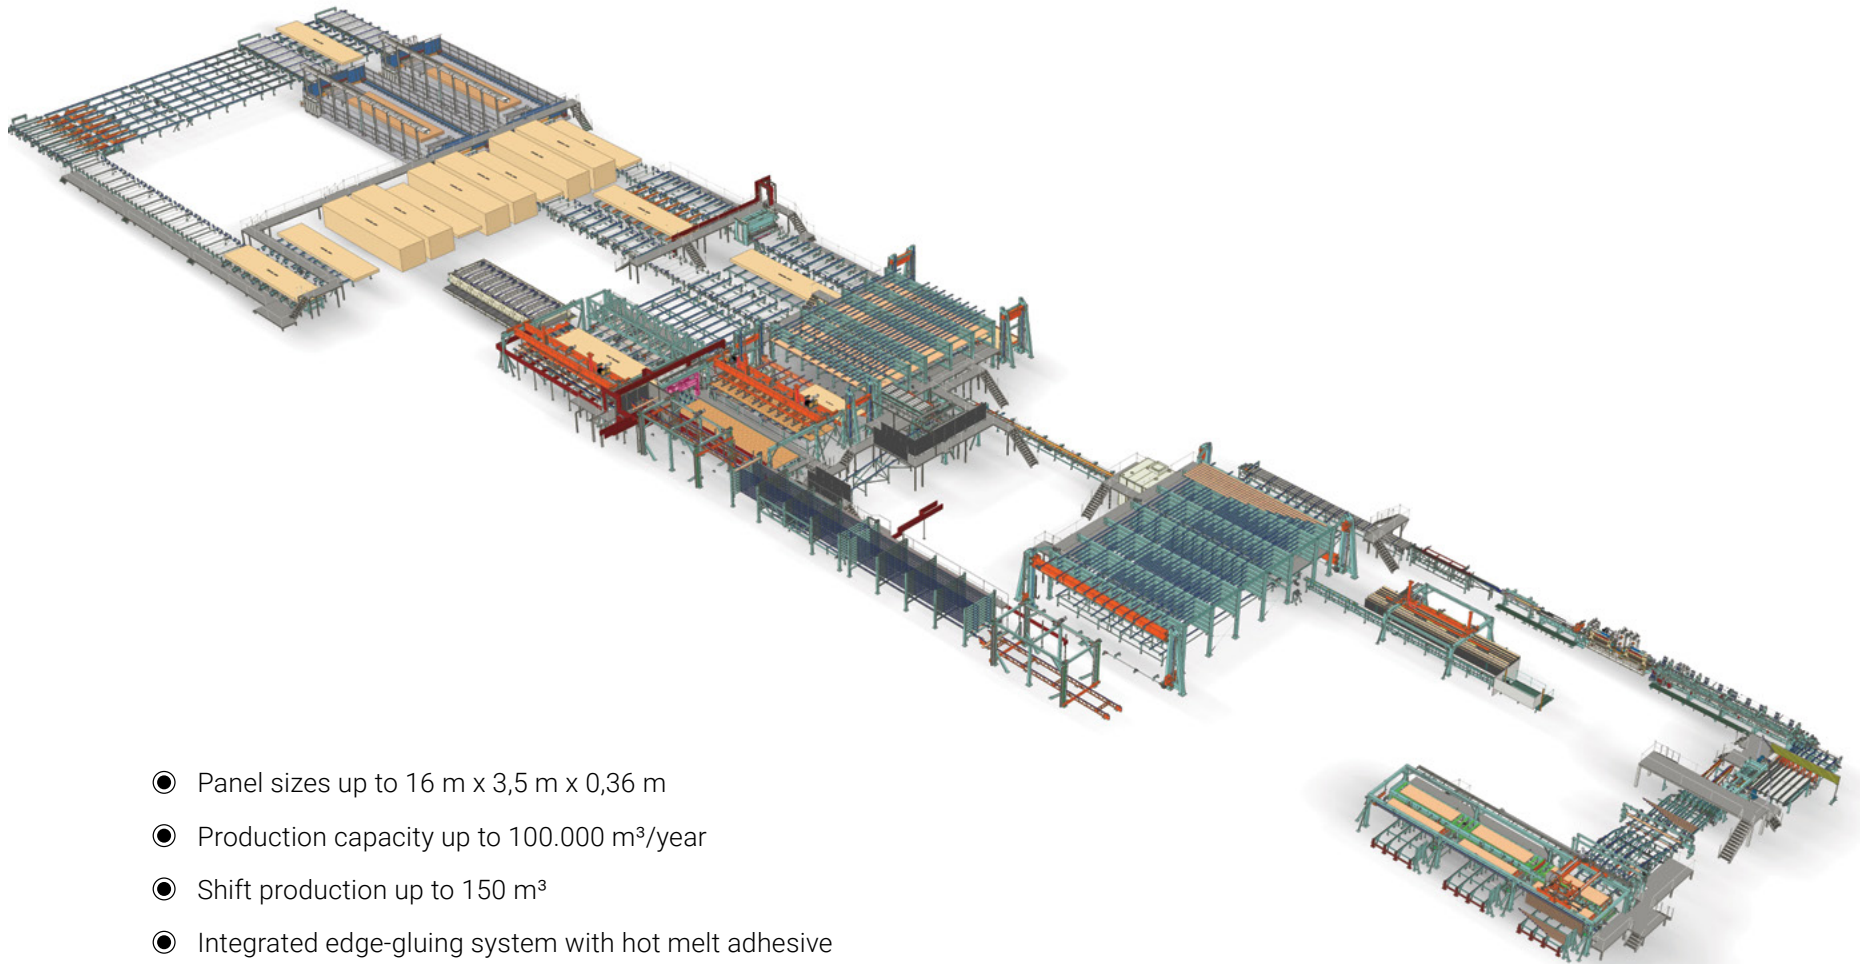 Panel sizes up to 16 m x 3,5 m x 0,36 m
Production capacity up to 100.000 m³/year
Shift production up to 150 m³
Integrated edge-gluing system with hot melt adhesive